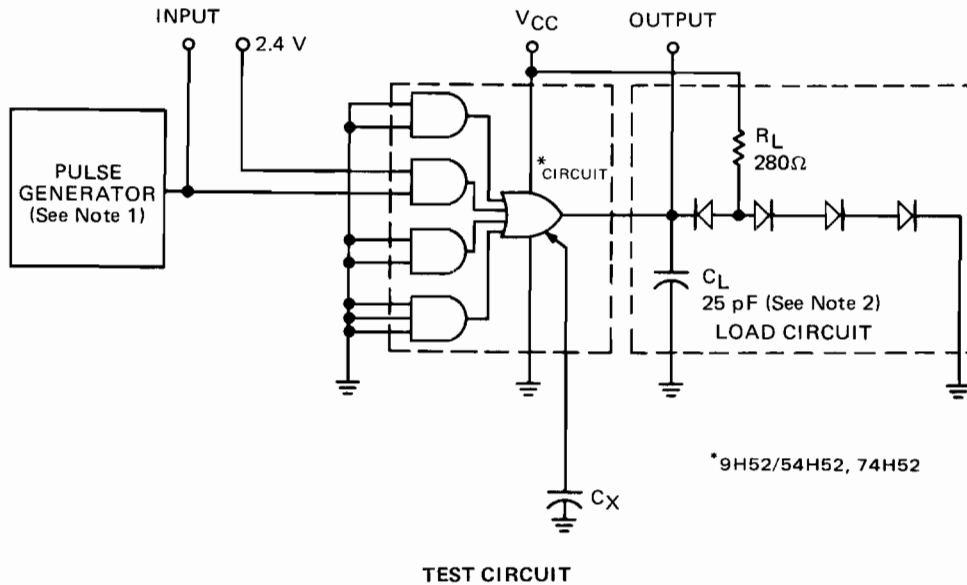 INPUT
2.4 V
VCC
OUTPUT
PULSE
GENERATOR
(See Note 1)
*CIRCUIT
RL
280Ω
CL
25 pF (See Note 2)
LOAD CIRCUIT
CX
*9H52/54H52, 74H52
TEST CIRCUIT